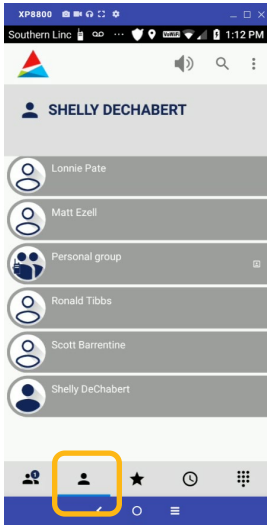 XP8800
Southern Linc 1:12 PM
SHELLY DECHABERT
Lonnie Pate
Matt Ezell
Personal group
Ronald Tibbs
Scott Barrentine
Shelly DeChabert
1